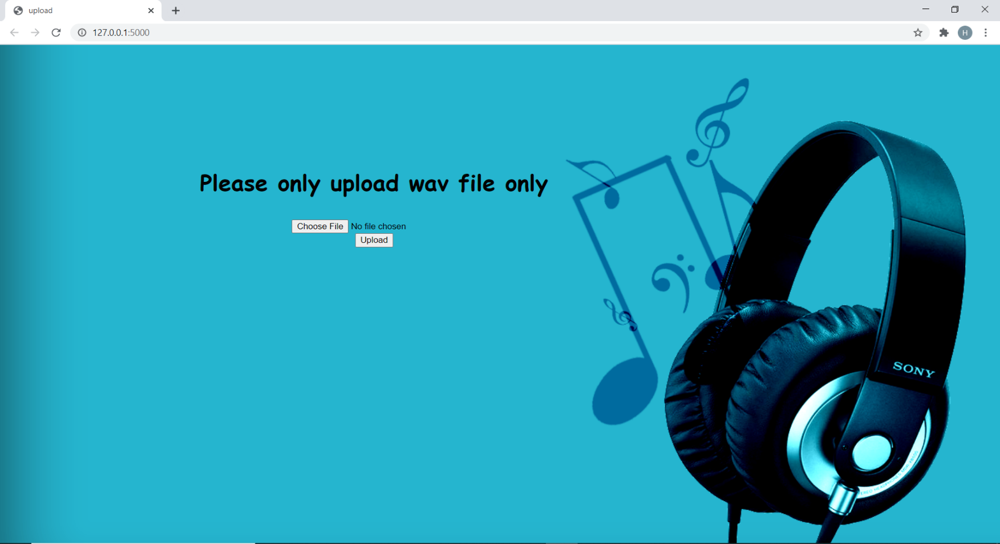 upload
127.0.0.1:5000
H
Please only upload wav file only
Choose File No file chosen
Upload
SONY